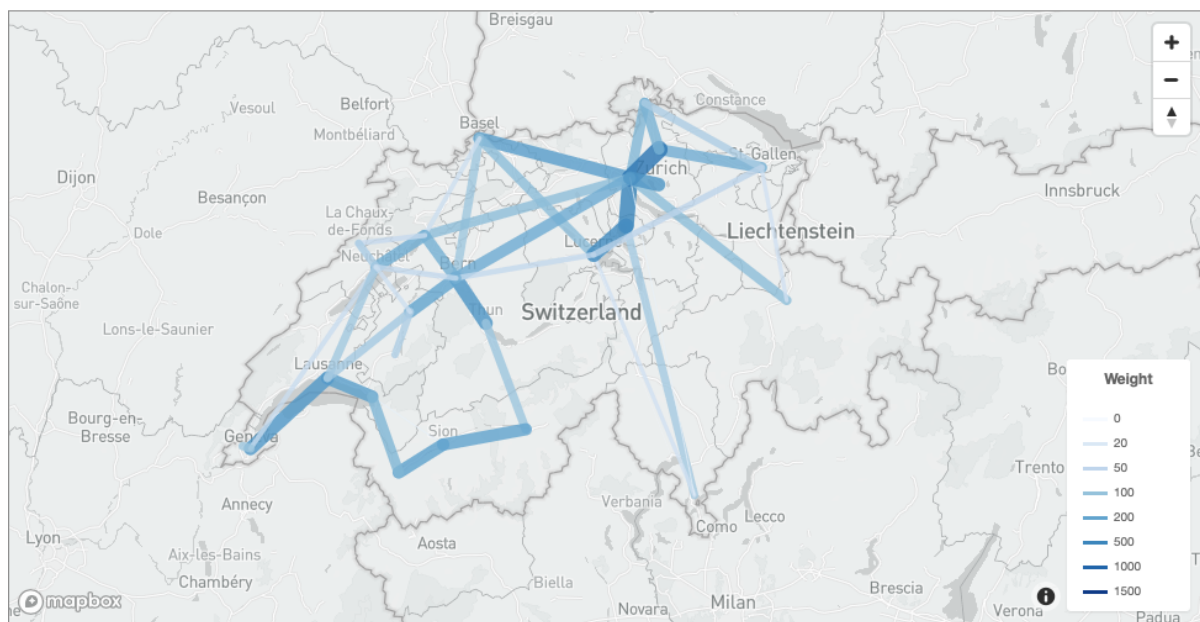 Breisgau
Constance
Belfort
Vesoul
Basel
Montbéliard
St-Gallen
Zurich
Dijon
Besançon
Innsbruck
La Chaux-
de-Fonds
Dole
Liechtenstein
Lucerne
Neuchâtel
Bern
Chalon-
sur-Saône
Thun
Switzerland
Lons-le-Saunier
Lausanne
Bo
Weight
0
20
50
100
200
500
1000
1500
Bourg-en-
Bresse
Geneva
Sion
Trento
Annecy
Verbania
Como
Lecco
Lyon
Aosta
Aix-les-Bains
Chambéry
Biella
Brescia
mapbox
Novara
Milan
Verona
Padua